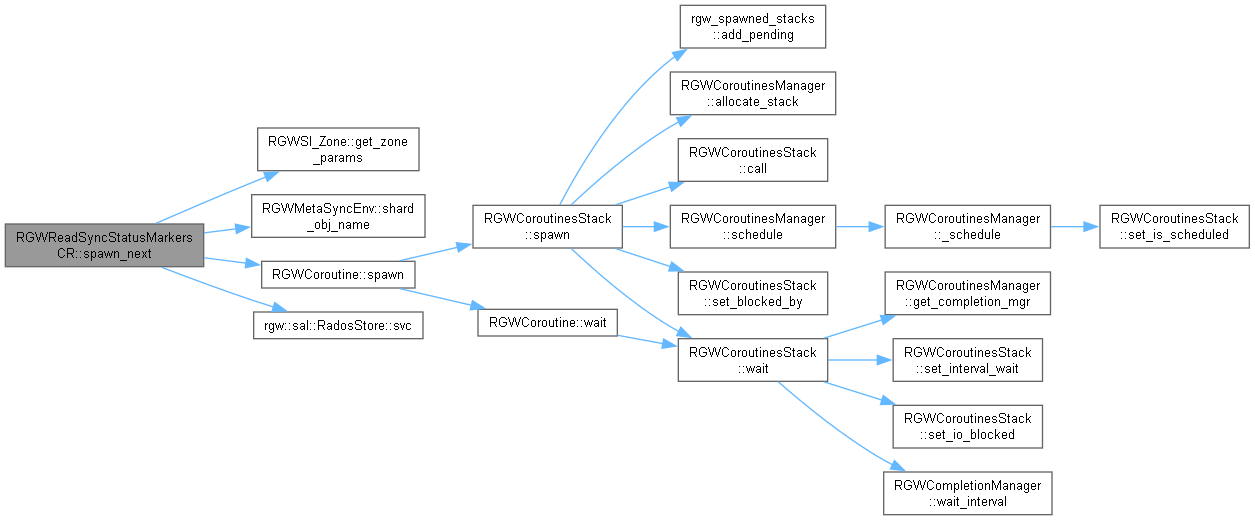 RGWReadSyncStatusMarkers
CR::spawn_next
RGWSI_Zone::get_zone
_params
RGWMetaSyncEnv::shard
_obj_name
RGWCoroutine::spawn
rgw::sal::RadosStore::svc
RGWCoroutinesStack
::spawn
RGWCoroutine::wait
rgw_spawned_stacks
::add_pending
RGWCoroutinesManager
::allocate_stack
RGWCoroutinesStack
::call
RGWCoroutinesManager
::schedule
RGWCoroutinesStack
::set_blocked_by
RGWCoroutinesStack
::wait
RGWCoroutinesManager
::_schedule
RGWCoroutinesStack
::set_is_scheduled
RGWCoroutinesManager
::get_completion_mgr
RGWCoroutinesStack
::set_interval_wait
RGWCoroutinesStack
::set_io_blocked
RGWCompletionManager
::wait_interval